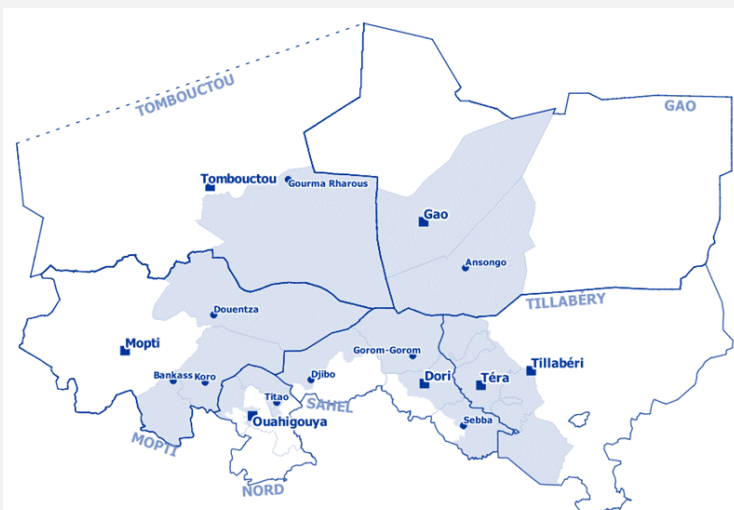 TOMBOUCTOU
GAO
Tombouctou
Gourma Rharous
Gao
Ansongo
TILLABÉRY
Douentza
Mopti
Gorom-Gorom
Tillabéri
Bankass
Koro
Djibo
Dori
Téra
Titao
SAHEL
Ouahigouya
Sebba
MOPTI
NORD